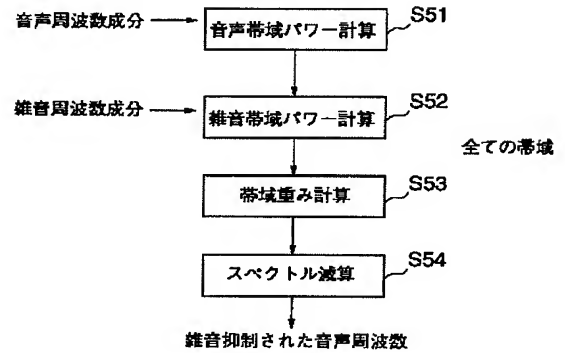 音声周波数成分
音声帯域パワー計算
S51
雑音周波数成分
雑音帯域パワー計算
S52
全ての帯域
帯域重み計算
S53
スペクトル減算
S54
雑音抑制された音声周波数